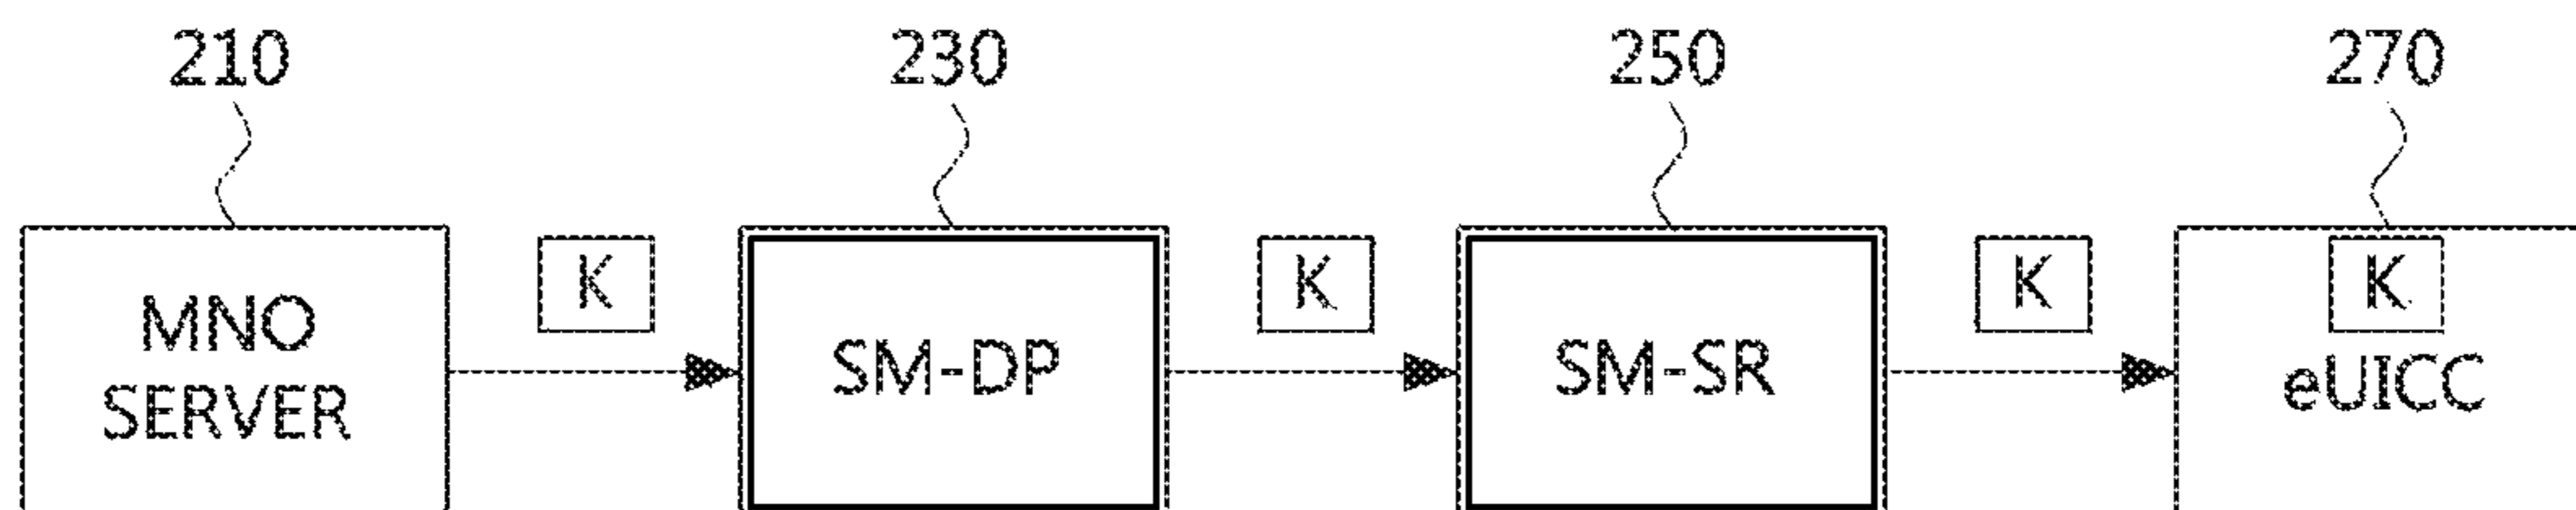 210 230 250 270
K K K K
MNO
SERVER
SM-DP
SM-SR
eUICC